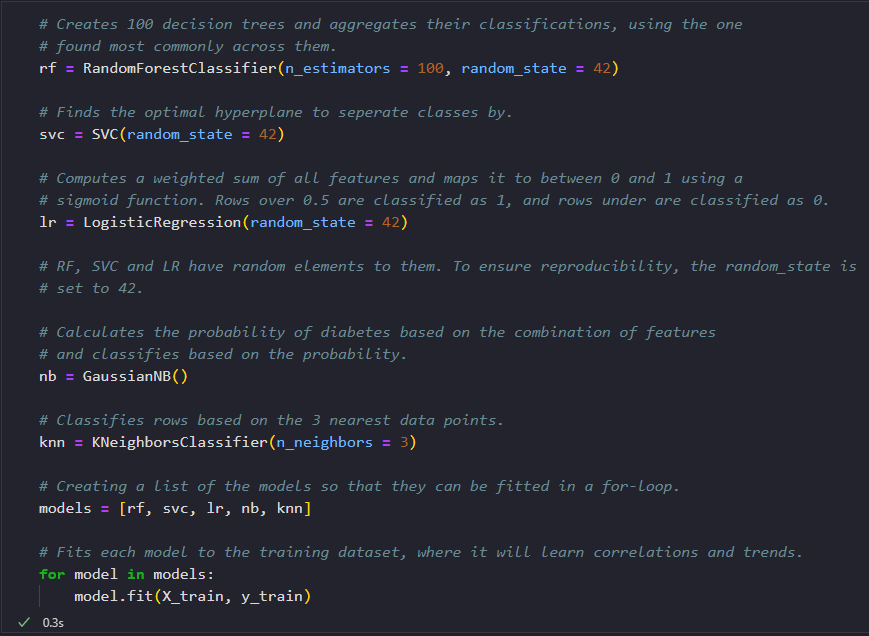 # Creates 100 decision trees and aggregates their classifications, using the one
# found most commonly across them.
rf = RandomForestClassifier(n_estimators = 100, random_state = 42)
# Finds the optimal hyperplane to seperate classes by.
svc = SVC(random_state = 42)
# Computes a weighted sum of all features and maps it to between 0 and 1 using a
# sigmoid function. Rows over 0.5 are classified as 1, and rows under are classified as 0.
lr = LogisticRegression(random_state = 42)
# RF, SVC and LR have random elements to them. To ensure reproducibility, the random_state is
# set to 42.
# Calculates the probability of diabetes based on the combination of features
# and classifies based on the probability.
nb = GaussianNB()
# Classifies rows based on the 3 nearest data points.
knn = KNeighborsClassifier(n_neighbors = 3)
# Creating a list of the models so that they can be fitted in a for-loop.
models = [rf, svc, lr, nb, knn]
# Fits each model to the training dataset, where it will learn correlations and trends.
for model in models:
    model.fit(X_train, y_train)
✓ 0.3s